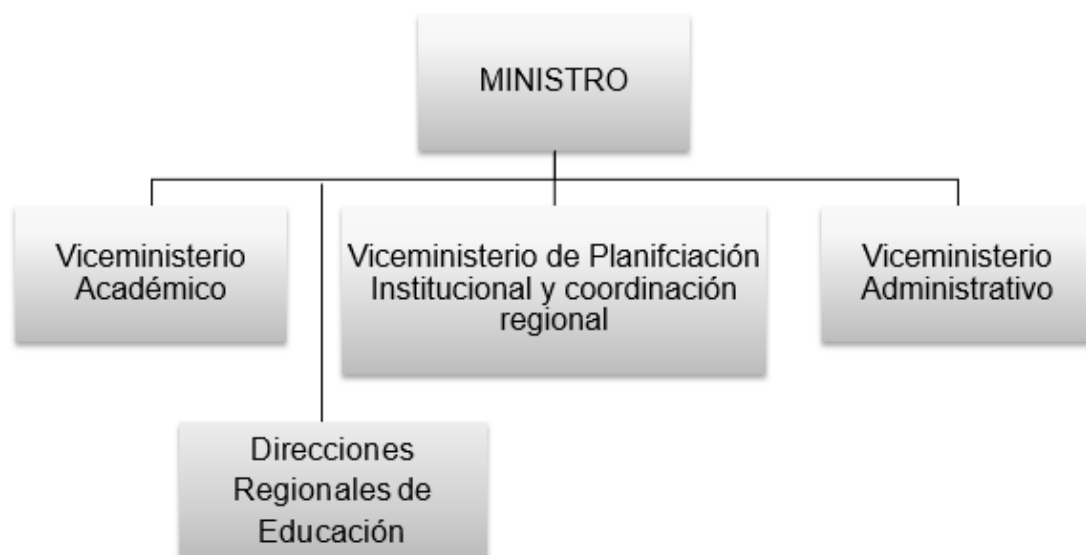 MINISTRO
Viceministerio
Académico
Viceministerio de Planifciación
Institucional y coordinación
regional
Viceministerio
Administrativo
Direcciones
Regionales de
Educación